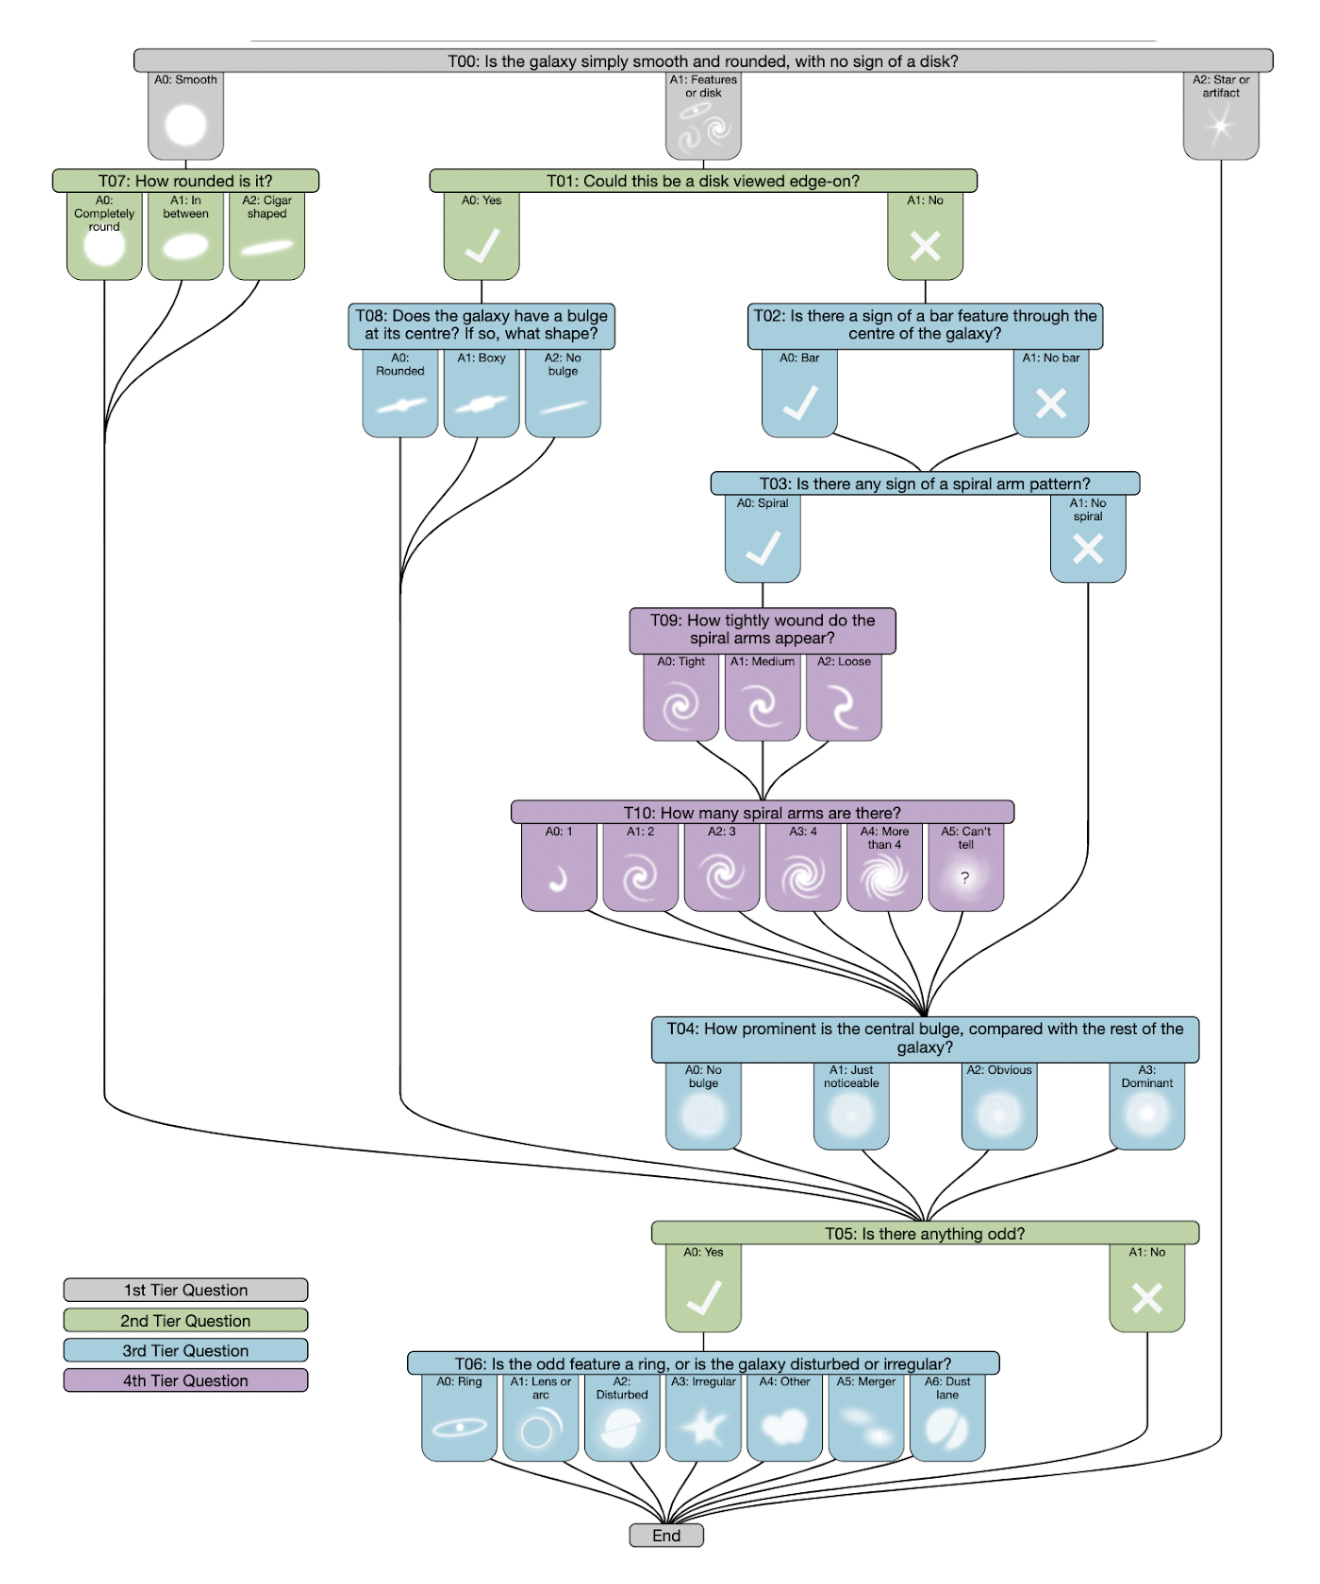 T00: Is the galaxy simply smooth and rounded, with no sign of a disk?
A0: Smooth
A1: Features
or disk
A2: Star or
artifact
T07: How rounded is it?
A0:
Completely
round
A1: In
between
A2: Cigar
shaped
T01: Could this be a disk viewed edge-on?
A0: Yes
A1: No
T08: Does the galaxy have a bulge
at its centre? If so, what shape?
A0:
Rounded
A1: Boxy
A2: No
bulge
T02: Is there a sign of a bar feature through the
centre of the galaxy?
A0: Bar
A1: No bar
T03: Is there any sign of a spiral arm pattern?
A0: Spiral
A1: No
spiral
T09: How tightly wound do the
spiral arms appear?
A0: Tight
A1: Medium
A2: Loose
T10: How many spiral arms are there?
A0: 1
A1: 2
A2: 3
A3: 4
A4: More
than 4
A5: Can't
tell
?
T04: How prominent is the central bulge, compared with the rest of the
galaxy?
A0: No
bulge
A1: Just
noticeable
A2: Obvious
A3:
Dominant
T05: Is there anything odd?
A0: Yes
A1: No
T06: Is the odd feature a ring, or is the galaxy disturbed or irregular?
A0: Ring
A1: Lens or
arc
A2:
Disturbed
A3: Irregular
A4: Other
A5: Merger
A6: Dust
lane
End
1st Tier Question
2nd Tier Question
3rd Tier Question
4th Tier Question